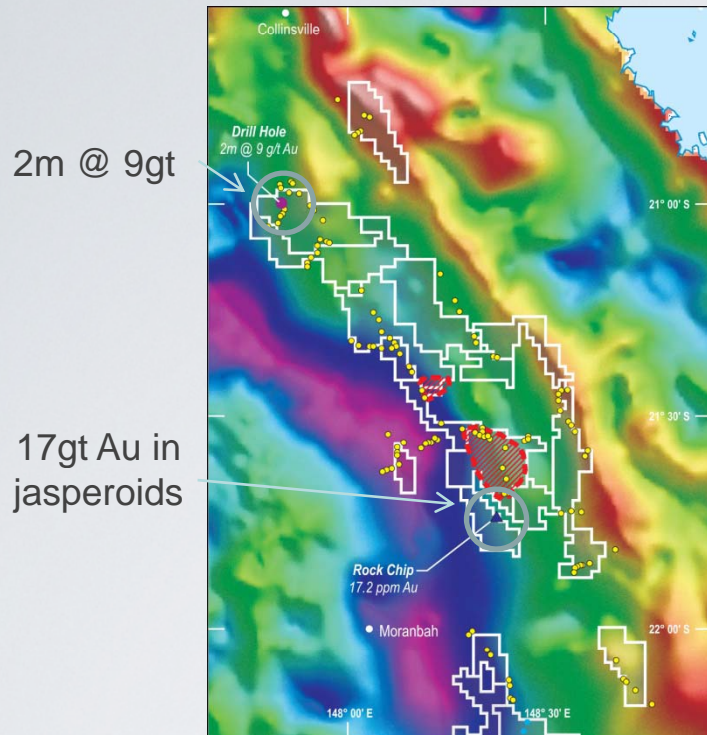 Collinsville
Drill Hole
2m @ 9 g/t Au
2m @ 9gt
21° 00' S
21° 30' S
17gt Au in
jasperoids
Rock Chip
17.2 ppm Au
22° 00' S
Moranbah
148° 00' E
148° 30' E